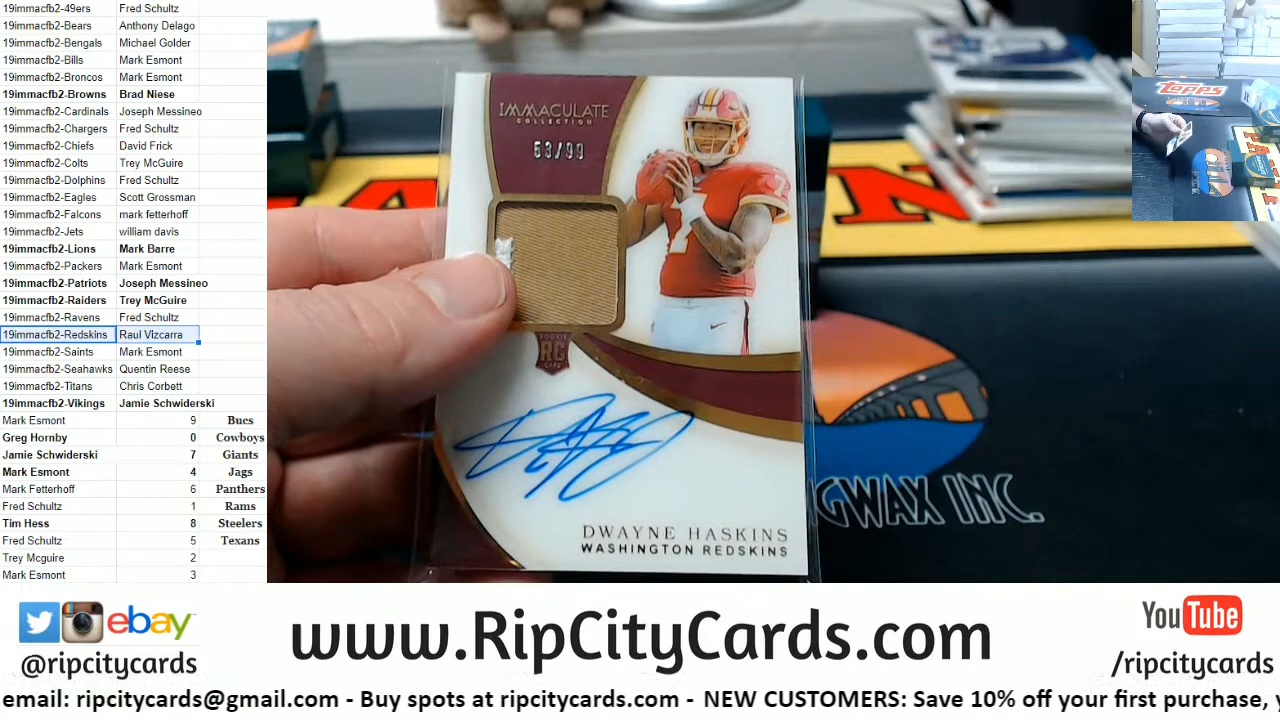 19immacfb2-49ers Fred Schultz
19immacfb2-Bears Anthony Delago
19immacfb2-Bengals Michael Golder
19immacfb2-Bills Mark Esmont
19immacfb2-Broncos Mark Esmont
19immacfb2-Browns Brad Niese
19immacfb2-Cardinals Joseph Messineo
19immacfb2-Chargers Fred Schultz
19immacfb2-Chiefs David Frick
19immacfb2-Colts Trey McGuire
19immacfb2-Dolphins Fred Schultz
19immacfb2-Eagles Scott Grossman
19immacfb2-Falcons mark fetterhoff
19immacfb2-Jets william davis
19immacfb2-Lions Mark Barre
19immacfb2-Packers Mark Esmont
19immacfb2-Patriots Joseph Messineo
19immacfb2-Raiders Trey McGuire
19immacfb2-Ravens Fred Schultz
19immacfb2-Redskins Raul Vizcarra
19immacfb2-Saints Mark Esmont
19immacfb2-Seahawks Quentin Reese
19immacfb2-Titans Chris Corbett
19immacfb2-Vikings Jamie Schwiderski
Mark Esmont 9 Bucs
Greg Hornby 0 Cowboys
Jamie Schwiderski 7 Giants
Mark Esmont 4 Jags
Mark Fetterhoff 6 Panthers
Fred Schultz 1 Rams
Tim Hess 8 Steelers
Fred Schultz 5 Texans
Trey Mcguire 2
Mark Esmont 3
IMMACULATE
COLLECTION
53/99
7
ROOKIE
RC
CARD
DWAYNE HASKINS
WASHINGTON REDSKINS
GWAX INC.
Topps
ebay
@ripcitycards
www.RipCityCards.com
YouTube
/ripcitycards
email: ripcitycards@gmail.com - Buy spots at ripcitycards.com - NEW CUSTOMERS: Save 10% off your first purchase,